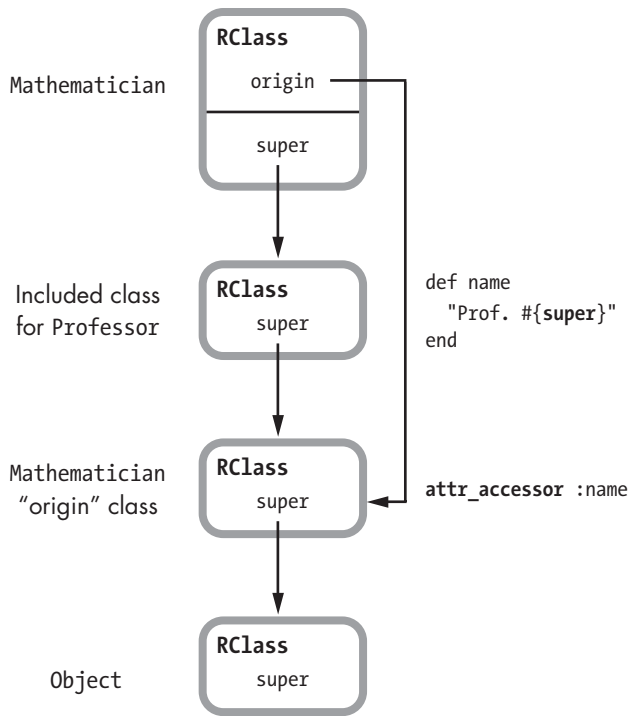 RClass
Mathematician
origin
super
Included class
for Professor
RClass
super
def name
"Prof. #{super}"
end
Mathematician
“origin” class
RClass
super
attr_accessor :name
Object
RClass
super